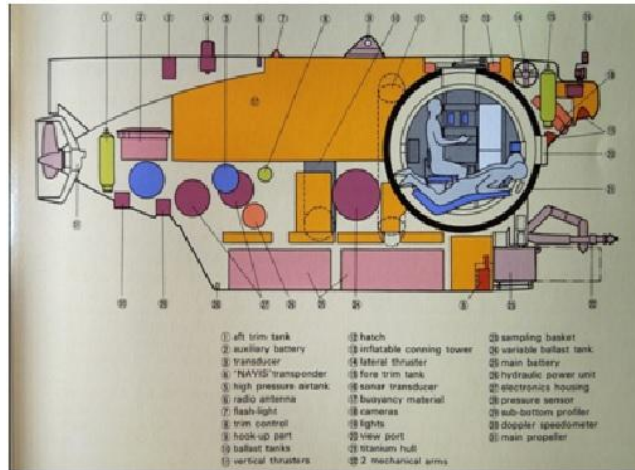 ① aft trim tank
② auxiliary battery
③ transducer
④ "NAVIS" transponder
⑤ high pressure airtank
⑥ radio antenna
⑦ flash-light
⑧ trim control
⑨ hook-up part
⑩ ballast tanks
⑪ vertical thrusters
⑫ hatch
⑬ inflatable conning tower
⑭ lateral thruster
⑮ fore trim tank
⑯ sonar transducer
⑰ buoyancy material
⑱ cameras
⑲ lights
⑳ view port
㉑ titanium hull
㉒ 2 mechanical arms
㉓ sampling basket
㉔ variable ballast tank
㉕ main battery
㉖ hydraulic power unit
㉗ electronics housing
㉘ pressure sensor
㉙ sub-bottom profiler
㉚ doppler speedometer
㉛ main propeller